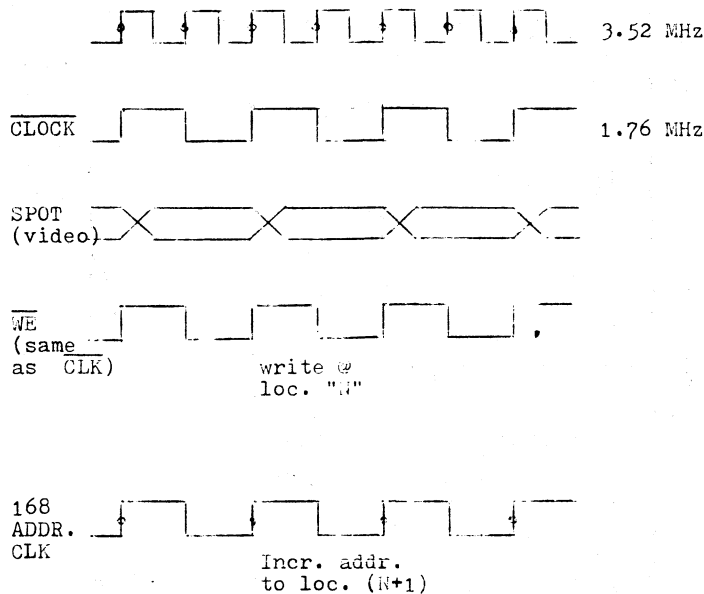 3.52 MHz
CLOCK
1.76 MHz
SPOT
(video)
WE
(same
as CLK)
write @
loc. "N"
168
ADDR.
CLK
Incr. addr.
to loc. (N+1)